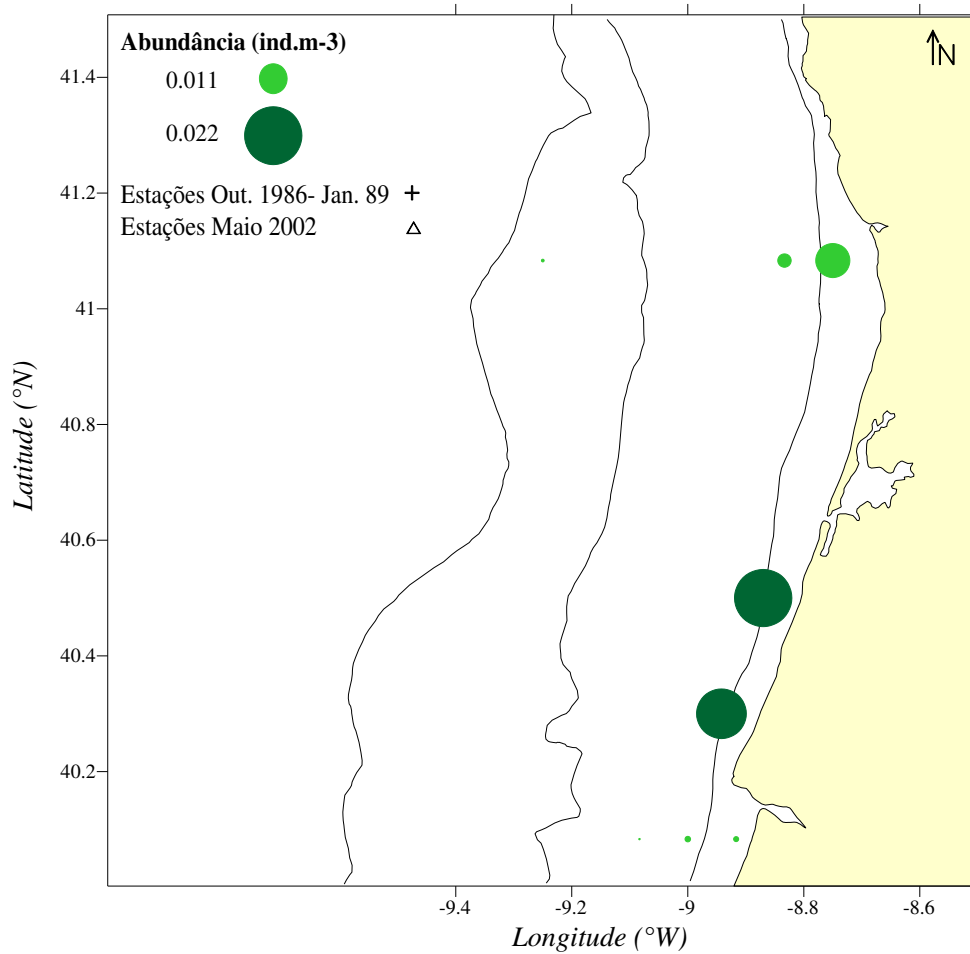 Abundância (ind.m-3)
0.011
0.022
Estações Out. 1986- Jan. 89 +
Estações Maio 2002 △
N
41.4
41.2
41
40.8
40.6
40.4
40.2
Latitude (°N)
-9.4 -9.2 -9 -8.8 -8.6
Longitude (°W)